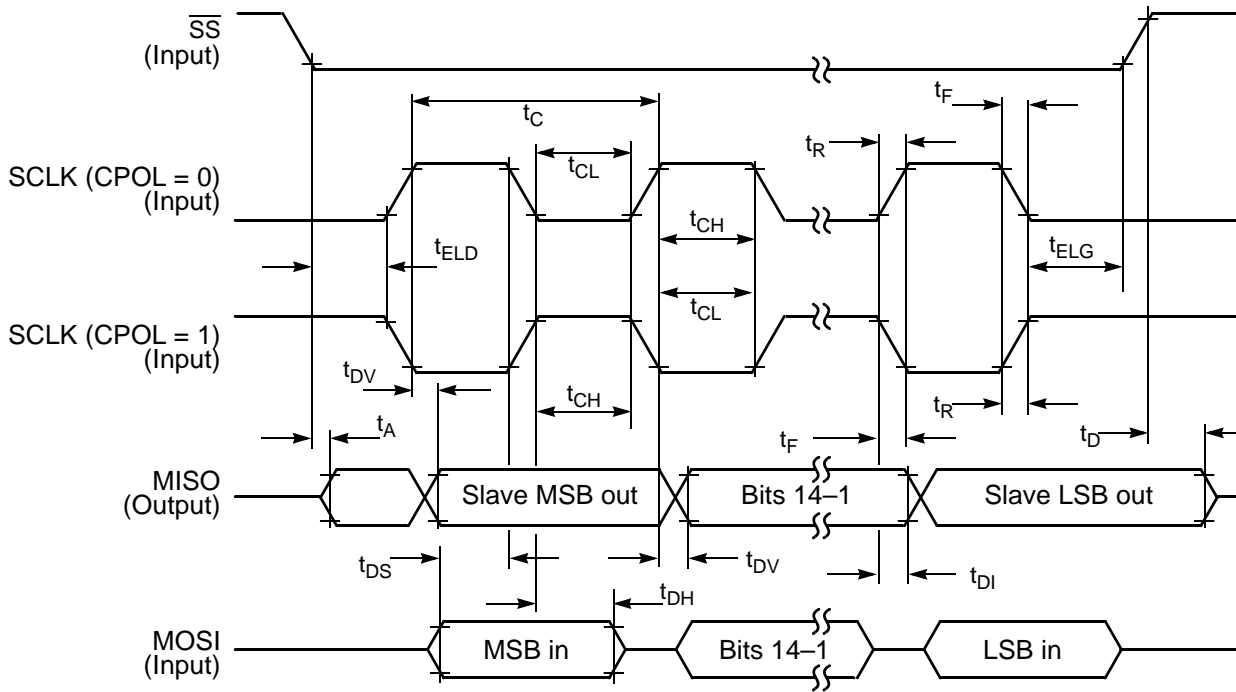 SS
(Input)
tF
tC
tR
tCL
SCLK (CPOL = 0)
(Input)
tCH
tELD
tELG
tCL
SCLK (CPOL = 1)
(Input)
tDV
tCH
tR
tA
tF
tD
MISO
(Output)
Slave MSB out
Bits 14–1
Slave LSB out
tDS
tDV
tDI
tDH
MOSI
(Input)
MSB in
Bits 14–1
LSB in